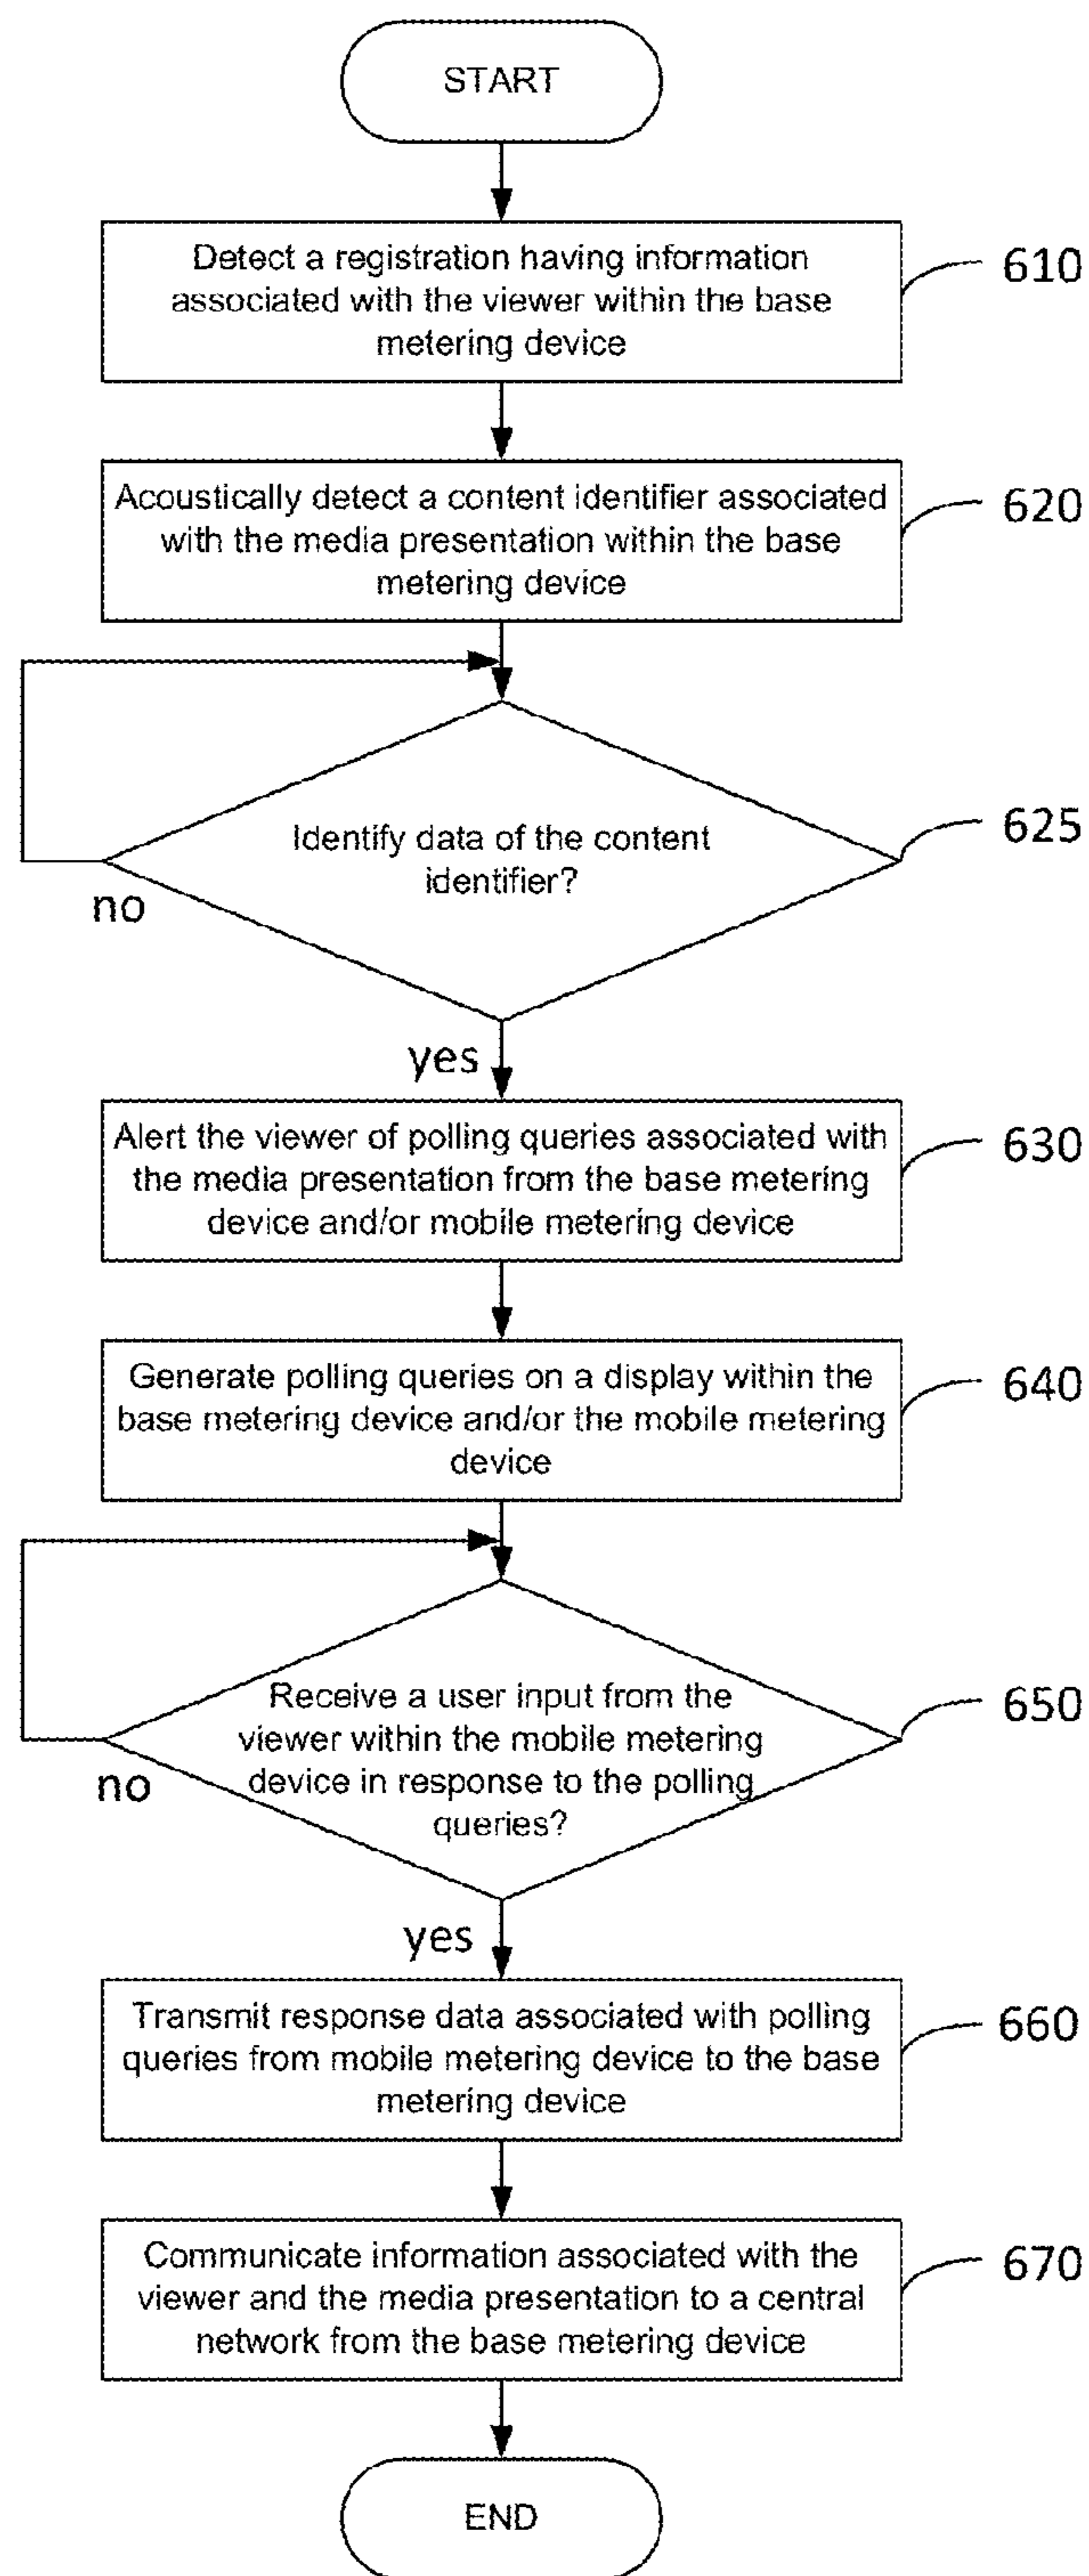 START
Detect a registration having information
associated with the viewer within the base
metering device
610
Acoustically detect a content identifier associated
with the media presentation within the base
metering device
620
Identify data of the content
identifier?
625
no
yes
Alert the viewer of polling queries associated with
the media presentation from the base metering
device and/or mobile metering device
630
Generate polling queries on a display within the
base metering device and/or the mobile metering
device
640
Receive a user input from the
viewer within the mobile metering
device in response to the polling
queries?
650
no
yes
Transmit response data associated with polling
queries from mobile metering device to the base
metering device
660
Communicate information associated with the
viewer and the media presentation to a central
network from the base metering device
670
END